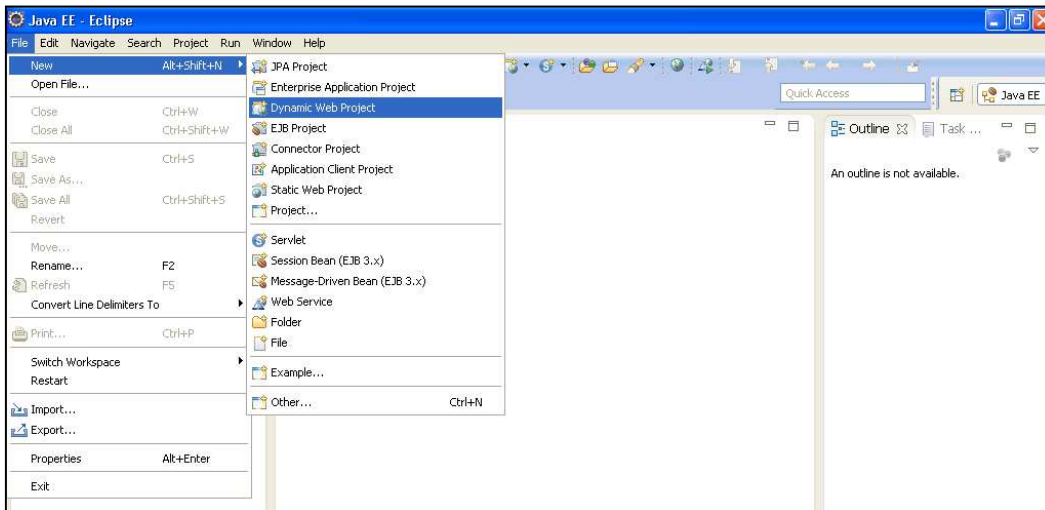 Java EE - Eclipse
File Edit Navigate Search Project Run Window Help
New Alt+Shift+N
Open File...
Close Ctrl+W
Close All Ctrl+Shift+W
Save Ctrl+S
Save As...
Save All Ctrl+Shift+S
Revert
Move...
Rename... F2
Refresh F5
Convert Line Delimiters To
Print... Ctrl+P
Switch Workspace
Restart
Import...
Export...
Properties Alt+Enter
Exit
JPA Project
Enterprise Application Project
Dynamic Web Project
EJB Project
Connector Project
Application Client Project
Static Web Project
Project...
Servlet
Session Bean (EJB 3.x)
Message-Driven Bean (EJB 3.x)
Web Service
Folder
File
Example...
Other... Ctrl+N
Quick Access
Java EE
Outline Task ...
An outline is not available.